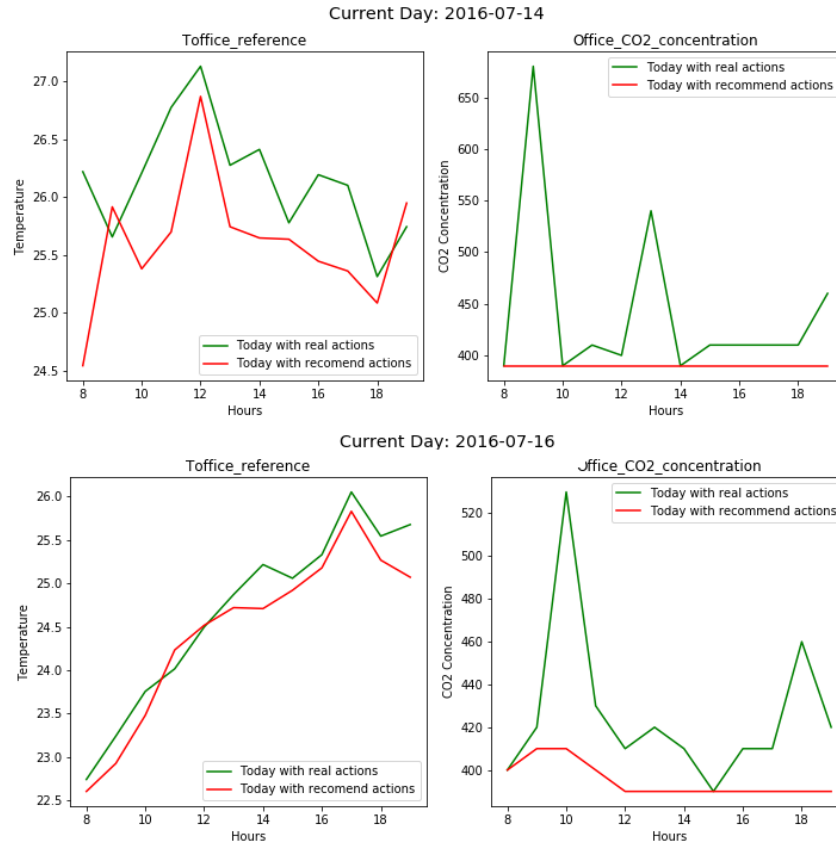 Current Day: 2016-07-14
Toffice_reference
Temperature
27.0
26.5
26.0
25.5
25.0
24.5
Today with real actions
Today with recomend actions
8 10 12 14 16 18
Hours
Office_CO2_concentration
CO2 Concentration
650
600
550
500
450
400
Today with real actions
Today with recommend actions
8 10 12 14 16 18
Hours
Current Day: 2016-07-16
Toffice_reference
Temperature
26.0
25.5
25.0
24.5
24.0
23.5
23.0
22.5
Today with real actions
Today with recomend actions
8 10 12 14 16 18
Hours
Office_CO2_concentration
CO2 Concentration
520
500
480
460
440
420
400
Today with real actions
Today with recommend actions
8 10 12 14 16 18
Hours